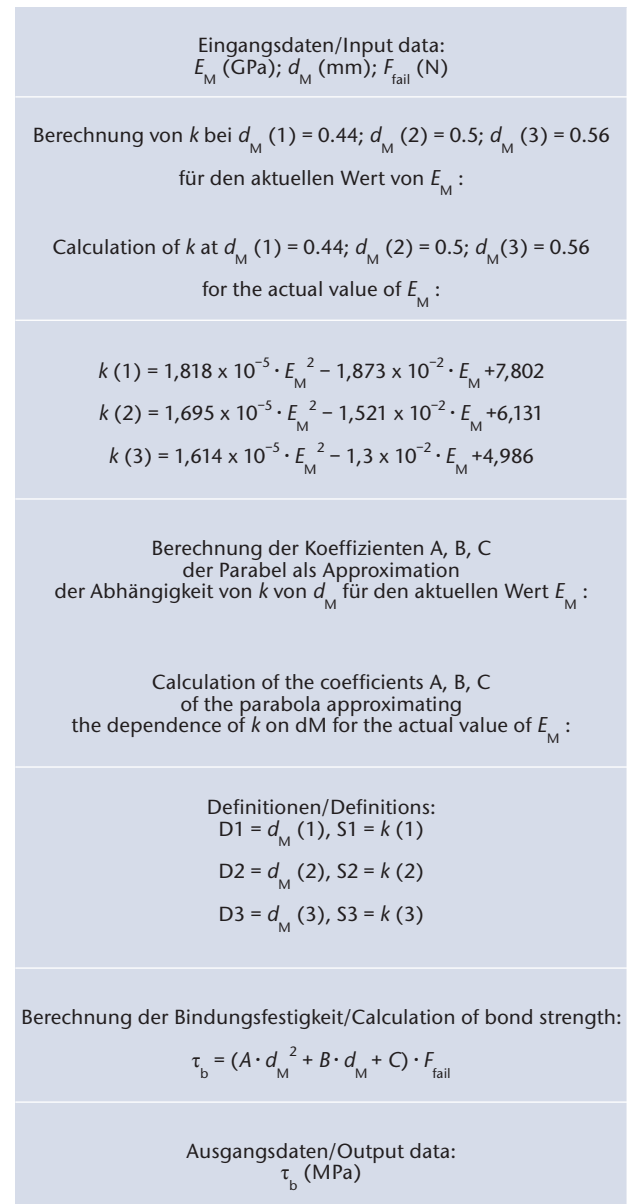 Eingangsdaten/Input data:
E_M (GPa); d_M (mm); F_fail (N)
Berechnung von k bei d_M (1) = 0.44; d_M (2) = 0.5; d_M (3) = 0.56
für den aktuellen Wert von E_M :
Calculation of k at d_M (1) = 0.44; d_M (2) = 0.5; d_M(3) = 0.56
for the actual value of E_M :
k (1) = 1,818 x 10⁻⁵ · E_M² – 1,873 x 10⁻² · E_M +7,802
k (2) = 1,695 x 10⁻⁵ · E_M² – 1,521 x 10⁻² · E_M +6,131
k (3) = 1,614 x 10⁻⁵ · E_M² – 1,3 x 10⁻² · E_M +4,986
Berechnung der Koeffizienten A, B, C
der Parabel als Approximation
der Abhängigkeit von k von d_M für den aktuellen Wert E_M :
Calculation of the coefficients A, B, C
of the parabola approximating
the dependence of k on dM for the actual value of E_M :
Definitionen/Definitions:
D1 = d_M (1), S1 = k (1)
D2 = d_M (2), S2 = k (2)
D3 = d_M (3), S3 = k (3)
Berechnung der Bindungsfestigkeit/Calculation of bond strength:
τ_b = (A · d_M² + B · d_M + C) · F_fail
Ausgangsdaten/Output data:
τ_b (MPa)